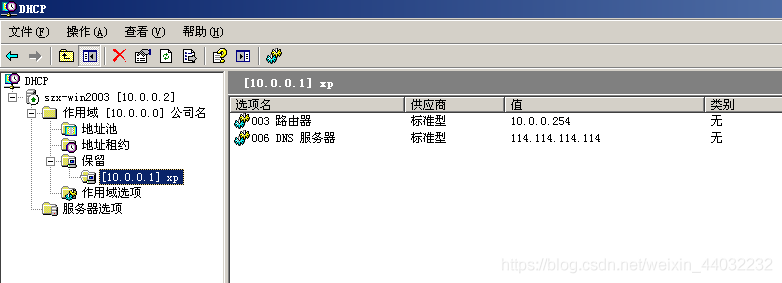 DHCP
文件(F) 操作(A) 查看(V) 帮助(H)
DHCP
szx-win2003 [10.0.0.2]
作用域 [10.0.0.0] 公司名
地址池
地址租约
保留
[10.0.0.1] xp
作用域选项
服务器选项
[10.0.0.1] xp
选项名 供应商 值 类别
003 路由器 标准型 10.0.0.254 无
006 DNS 服务器 标准型 114.114.114.114 无
https://blog.csdn.net/weixin_44032232